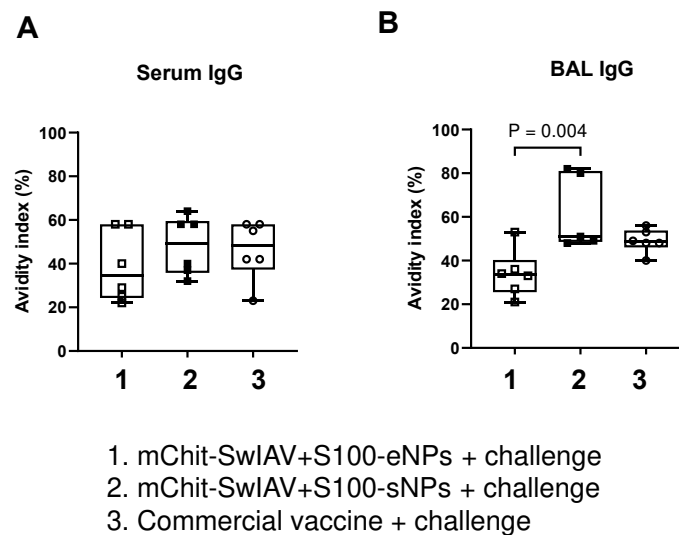 A
Serum IgG
Avidity index (%)
100
80
60
40
20
0
1 2 3
B
BAL IgG
P = 0.004
Avidity index (%)
100
80
60
40
20
0
1 2 3
1. mChit-SwIAV+S100-eNPs + challenge
2. mChit-SwIAV+S100-sNPs + challenge
3. Commercial vaccine + challenge